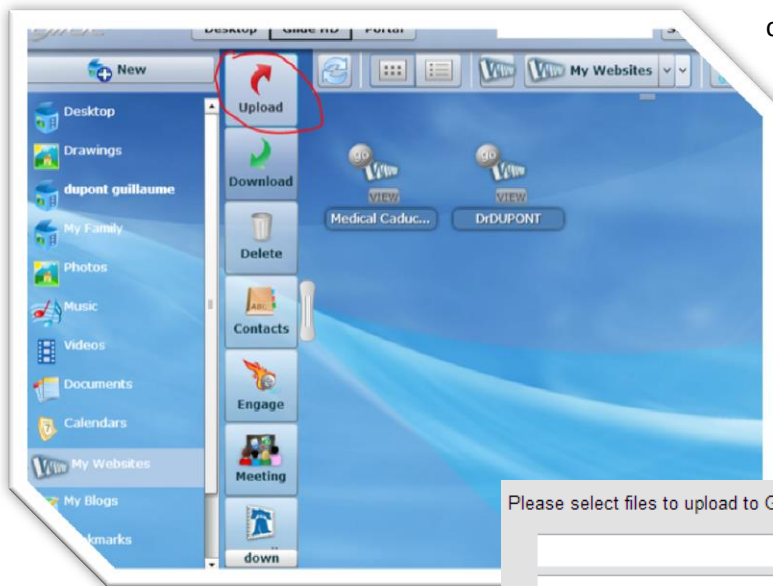 Desktop Glide HD Portal
New
My Websites
Desktop
Drawings
dupont guillaume
My Family
Photos
Music
Videos
Documents
Calendars
My Websites
My Blogs
Upload
Download
Delete
Contacts
Engage
Meeting
down
go
VIEW
Medical Caduc...
go
VIEW
DrDUPONT
Please select files to upload to G